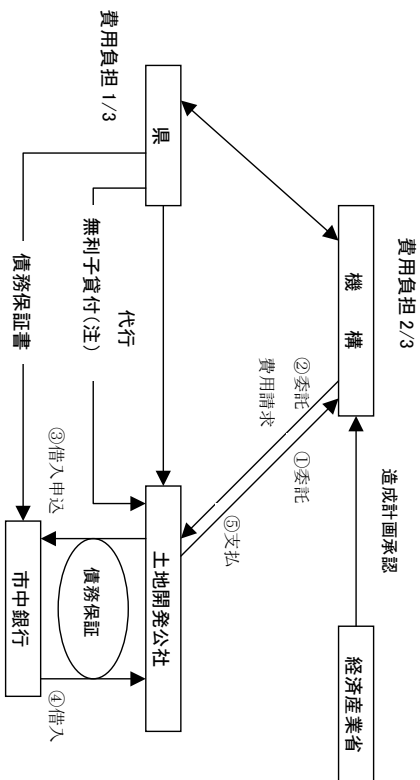 費用負担 1/3
県
費用負担 2/3
機　構
経済産業省
造成計画承認
②委託
費用請求
①委託
⑤支払
代行
無利子貸付(注)
債務保証書
土地開発公社
③借入申込
債務保証
④借入
市中銀行